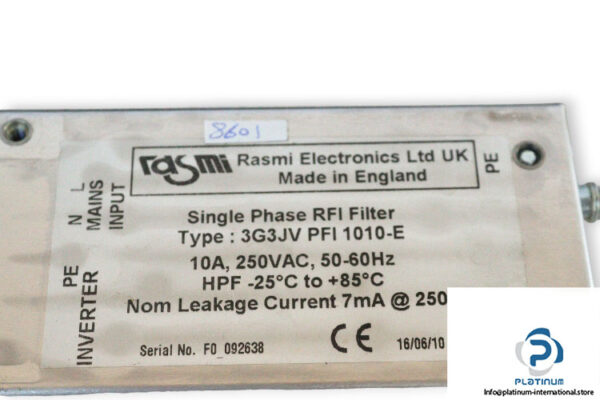 8601
rasmi
Rasmi Electronics Ltd UK
Made in England
PE
N L
MAINS
INPUT
PE
INVERTER
Single Phase RFI Filter
Type : 3G3JV PFI 1010-E
10A, 250VAC, 50-60Hz
HPF -25°C to +85°C
Nom Leakage Current 7mA @ 250
Serial No. F0_092638
CE
16/06/10
PLATINUM
Info@platinum-international.store